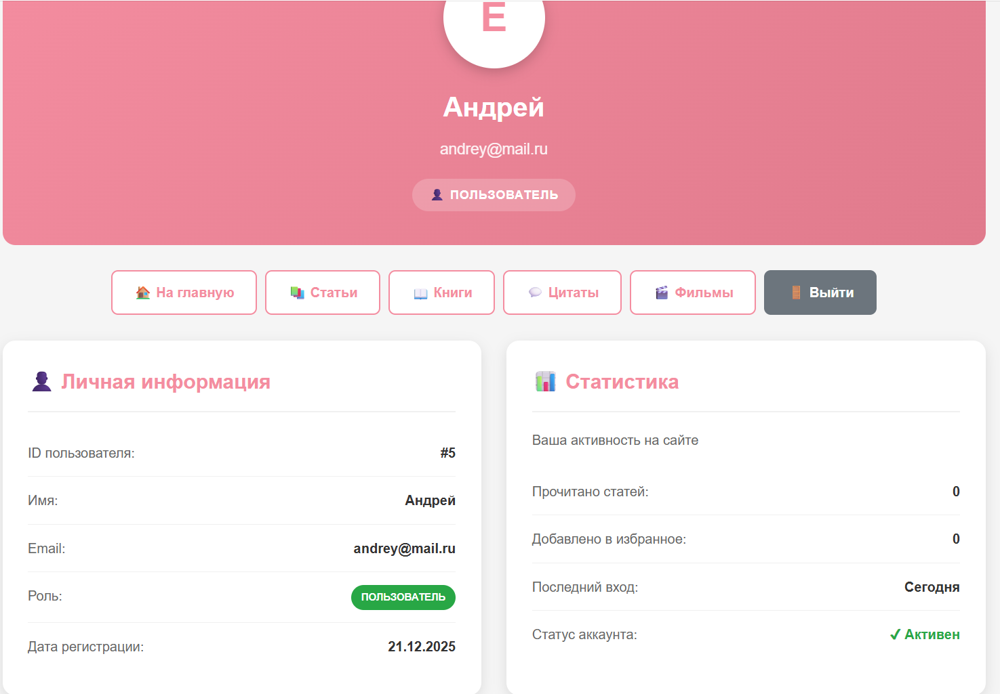 E
Андрей
andrey@mail.ru
ПОЛЬЗОВАТЕЛЬ
На главную
Статьи
Книги
Цитаты
Фильмы
Выйти
Личная информация
ID пользователя: #5
Имя: Андрей
Email: andrey@mail.ru
Роль: ПОЛЬЗОВАТЕЛЬ
Дата регистрации: 21.12.2025
Статистика
Ваша активность на сайте
Прочитано статей: 0
Добавлено в избранное: 0
Последний вход: Сегодня
Статус аккаунта: ✓ Активен